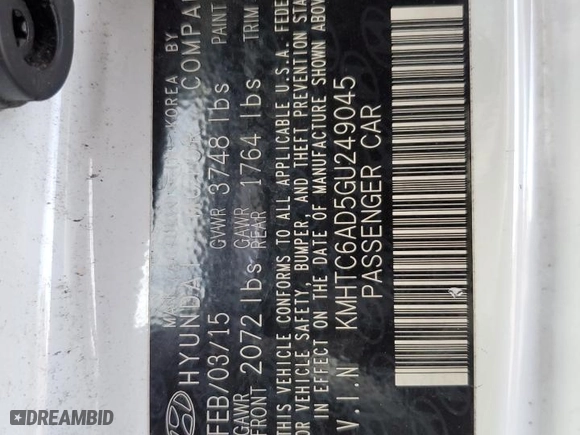 HYUNDAI COMPA
KOREA BY
FEB/03/15 GVWR 3748 lbs PAINT
GAWR FRONT 2072 lbs GAWR REAR 1764 lbs TRIM
THIS VEHICLE CONFORMS TO ALL APPLICABLE U.S.A. FEDE
VEHICLE SAFETY, BUMPER, AND THEFT PREVENTION STAN
IN EFFECT ON THE DATE OF MANUFACTURE SHOWN ABOV
V.I.N KMHTC6AD5GU249045
PASSENGER CAR
DREAMBID